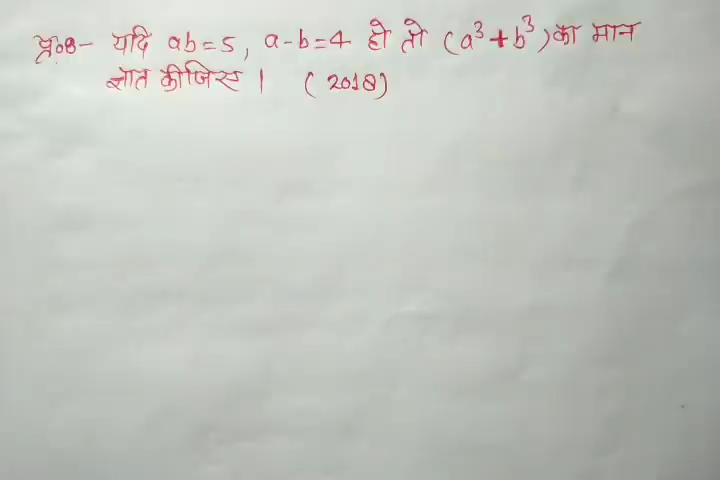 प्र०8- यदि ab=5, a-b=4 हो तो (a³+b³) का मान
ज्ञात कीजिए । (2018)